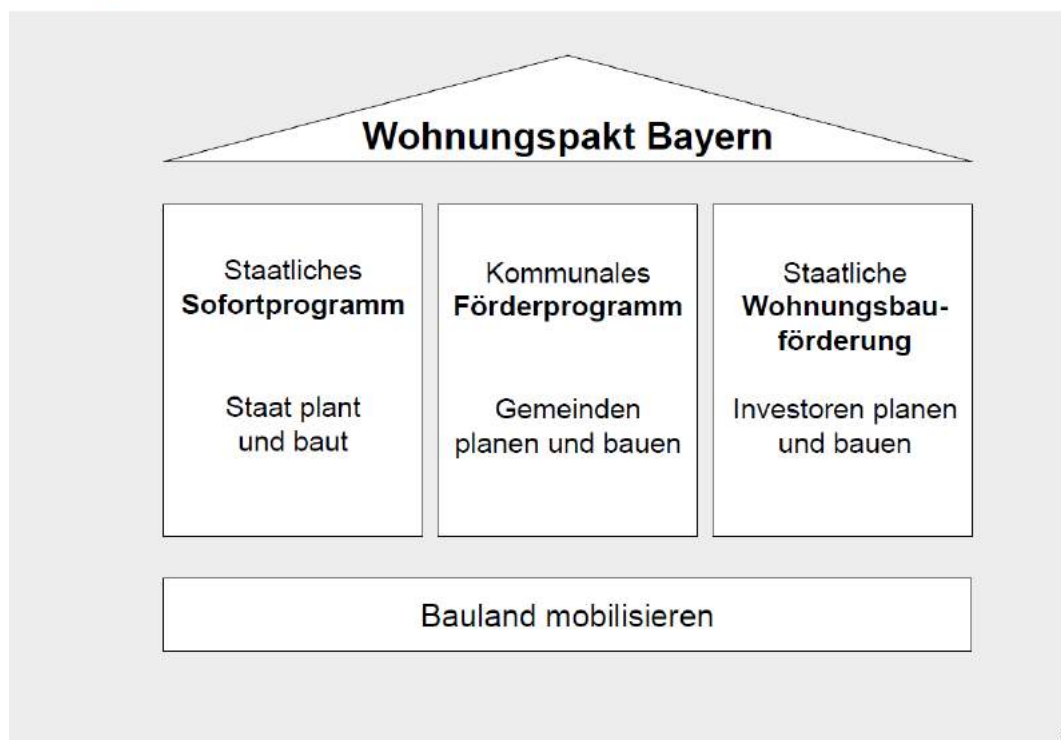 Wohnungspakt Bayern
Staatliches
Sofortprogramm
Staat plant
und baut
Kommunales
Förderprogramm
Gemeinden
planen und bauen
Staatliche
Wohnungsbau-
förderung
Investoren planen
und bauen
Bauland mobilisieren